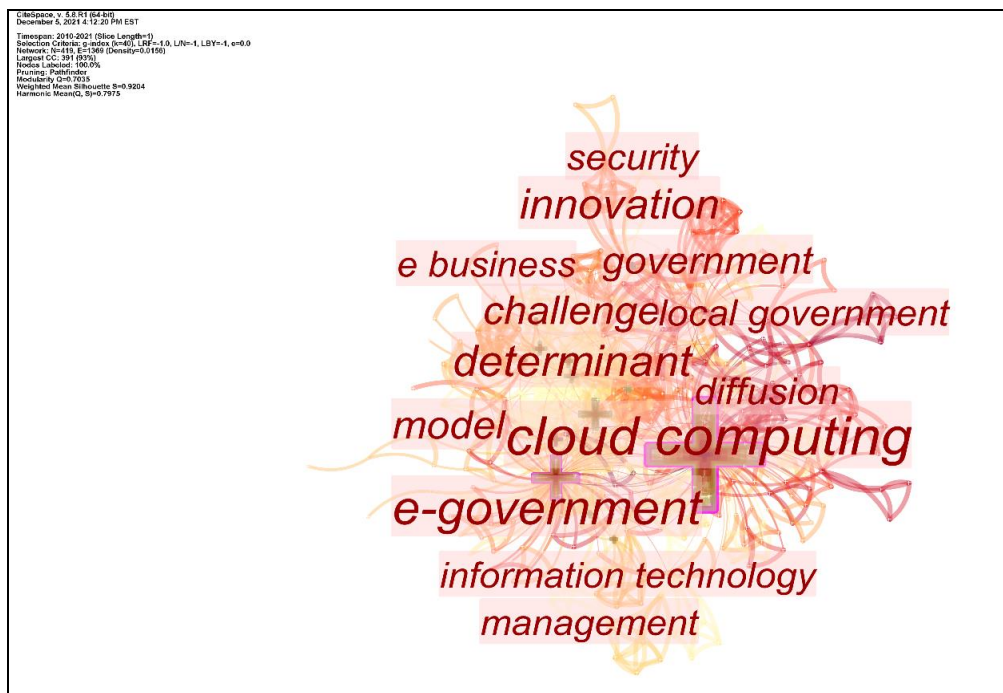 CiteSpace, v. 5.8.R1 (64-bit)
December 5, 2021 4:12:20 PM EST
Timespan: 2010-2021 (Slice Length=1)
Selection Criteria: g-index (k=40), LRF=-1.0, L/N=-1, LBY=-1, e=0.0
Network: N=419, E=1369 (Density=0.0156)
Largest CC: 391 (93%)
Nodes Labeled: 100.0%
Pruning: Pathfinder
Modularity Q=0.7035
Weighted Mean Silhouette S=0.9204
Harmonic Mean(Q, S)=0.7975
security
innovation
e business government
challenge local government
determinant
diffusion
model cloud computing
e-government
information technology
management